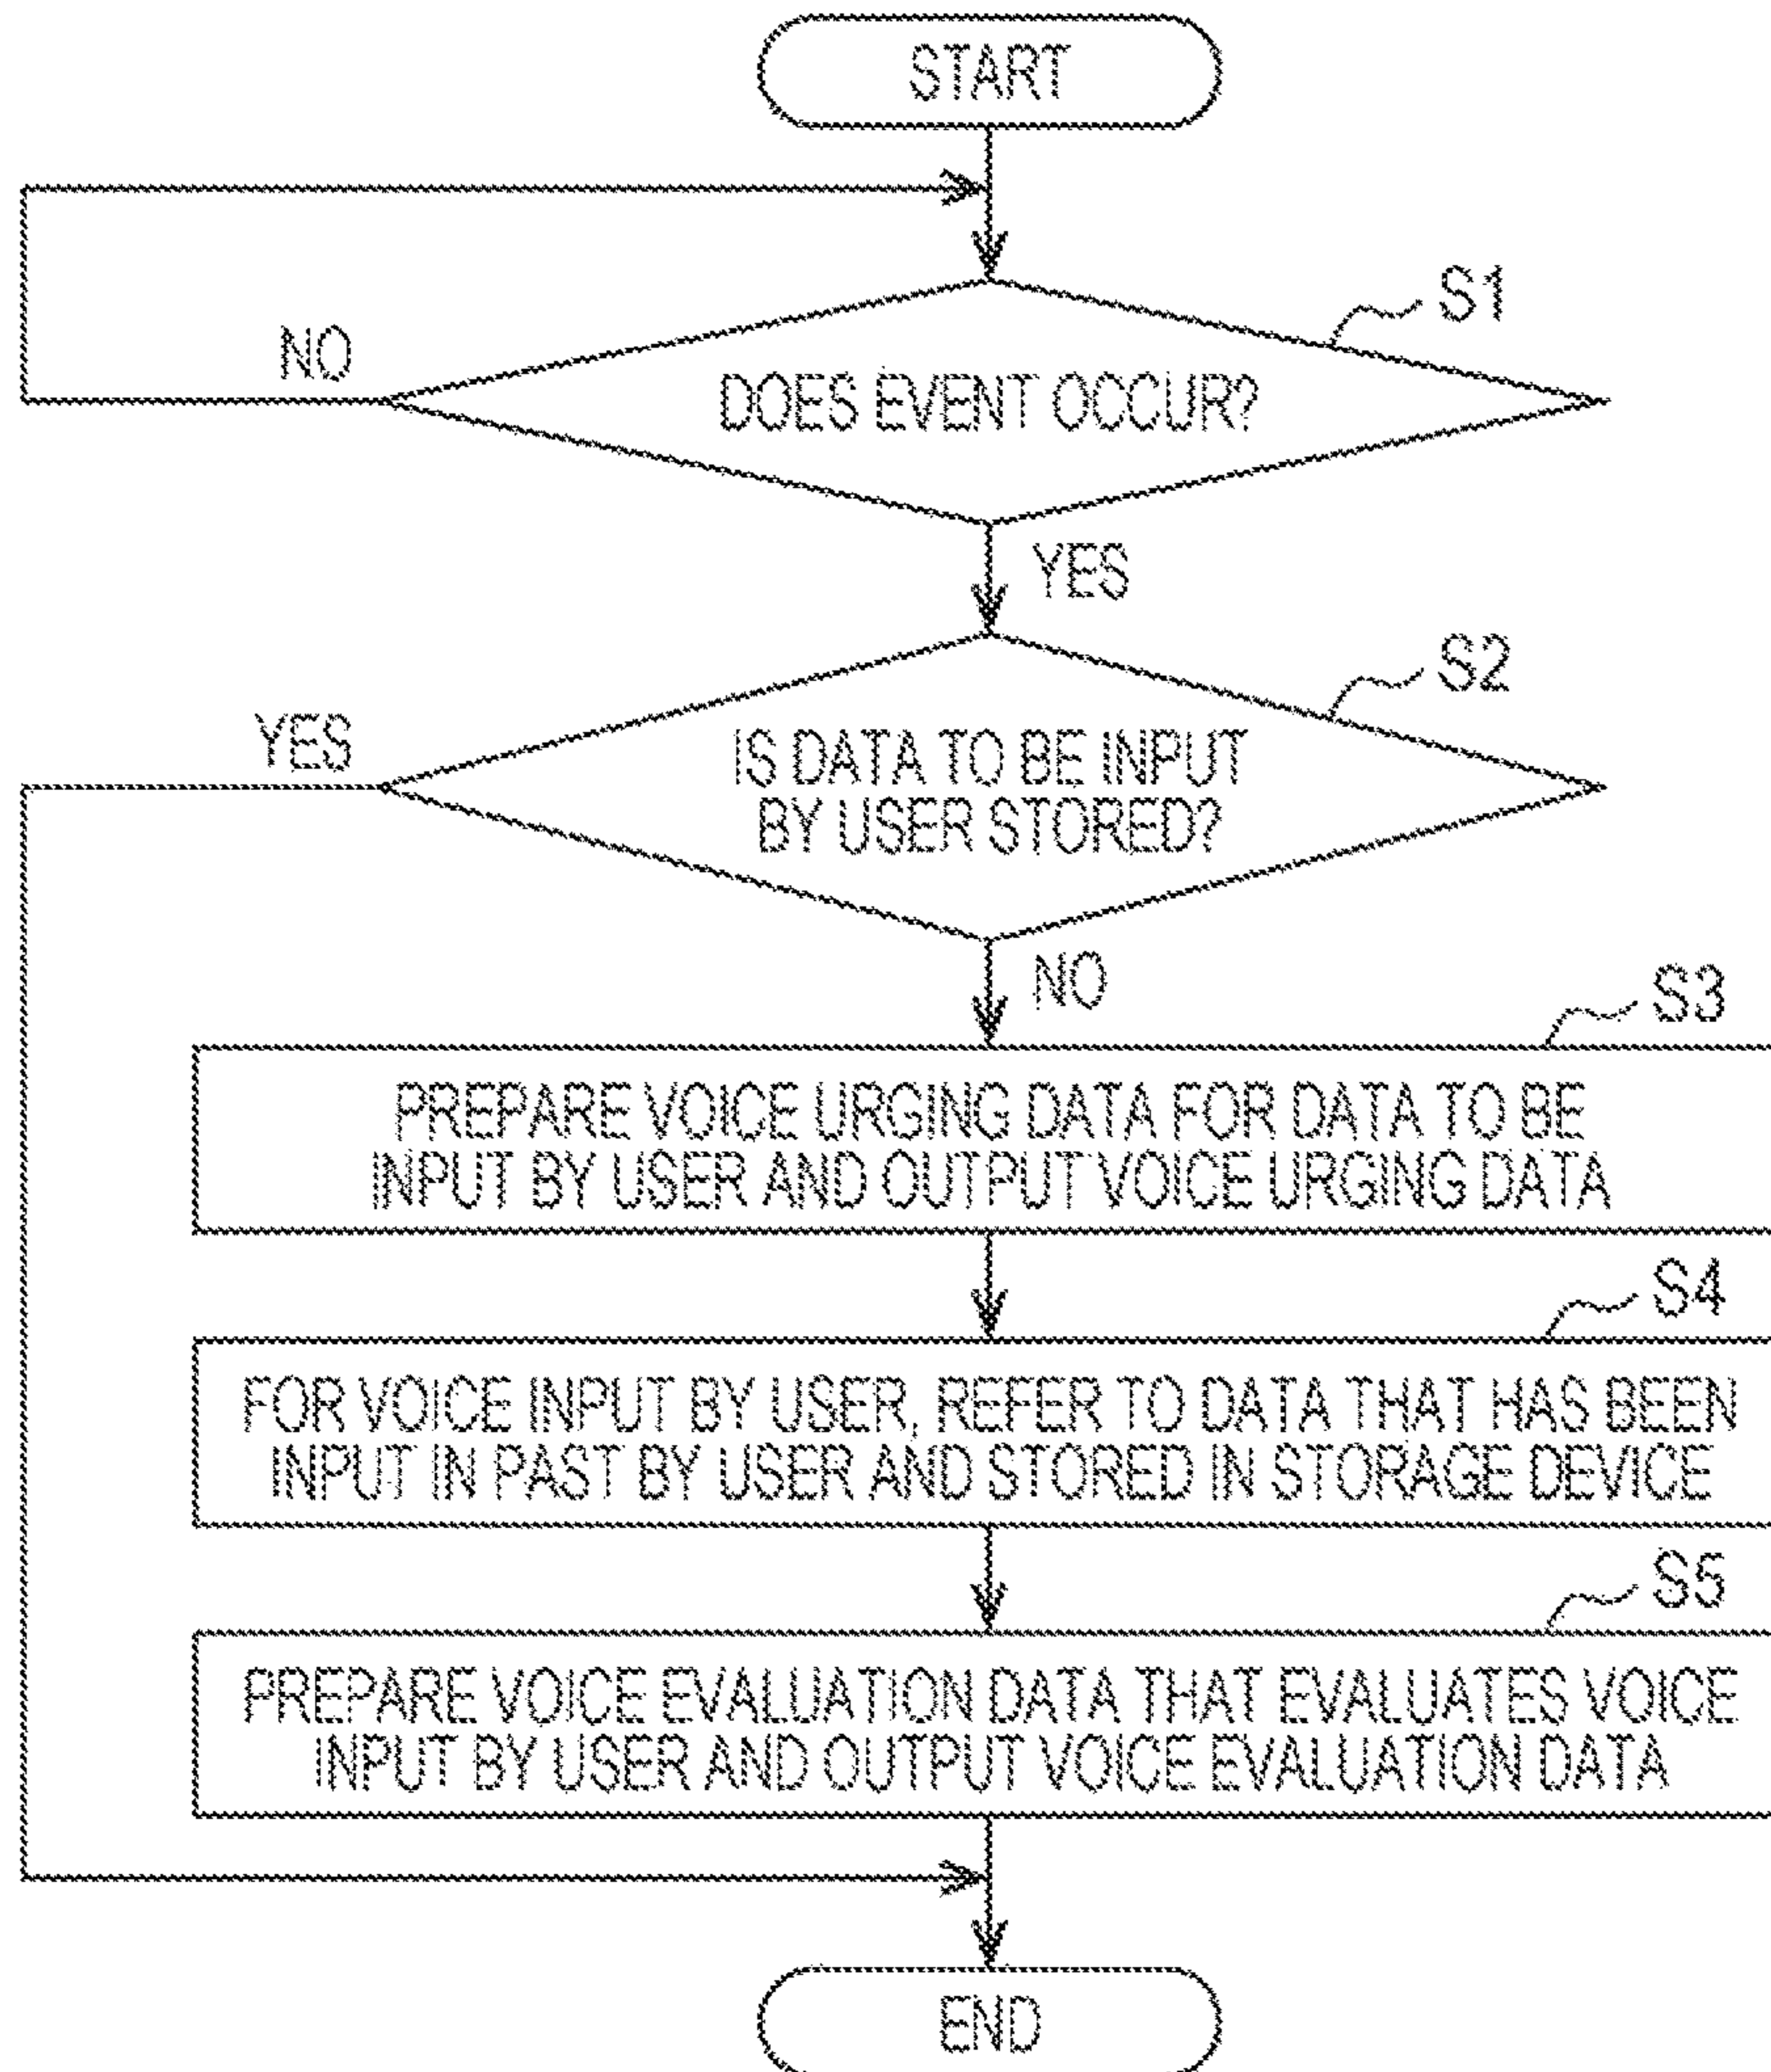 START
S1
NO
DOES EVENT OCCUR?
YES
S2
YES
IS DATA TO BE INPUT
BY USER STORED?
NO
S3
PREPARE VOICE URGING DATA FOR DATA TO BE
INPUT BY USER AND OUTPUT VOICE URGING DATA
S4
FOR VOICE INPUT BY USER, REFER TO DATA THAT HAS BEEN
INPUT IN PAST BY USER AND STORED IN STORAGE DEVICE
S5
PREPARE VOICE EVALUATION DATA THAT EVALUATES VOICE
INPUT BY USER AND OUTPUT VOICE EVALUATION DATA
END